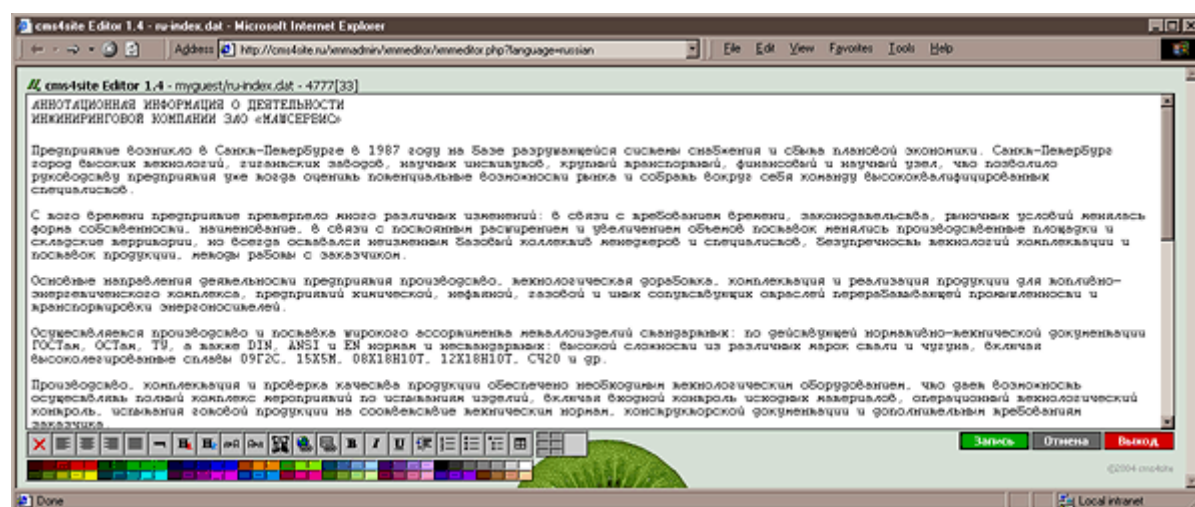 cms4site Editor 1.4 - ru-index.dat - Microsoft Internet Explorer
Address http://cms4site.ru/xmmadmin/xmmeditor/xmmeditor.php?language=russian File Edit View Favorites Tools Help
cms4site Editor 1.4 - myguest/ru-index.dat - 4777[33]
АННОТАЦИОННАЯ ИНФОРМАЦИЯ О ДЕЯТЕЛЬНОСТИ
ИНЖИНИРИНГОВОЙ КОМПАНИИ ЗАО «МАШСЕРВИС»
Предприятие возникло в Санкт-Петербурге в 1987 году на базе разрушающейся системы снабжения и сбыта плановой экономики. Санкт-Петербург
город высоких технологий, гигантских заводов, научных институтов, крупный транспортный, финансовый и научный узел, что позволило
руководству предприятия уже тогда оценить потенциальные возможности рынка и собрать вокруг себя команду высококвалифицированных
специалистов.
С того времени предприятие претерпело много различных изменений: в связи с требованием времени, законодательства, рыночных условий менялась
форма собственности, наименование, в связи с постоянным расширением и увеличением объемов поставок менялись производственные площадки и
складские территории, но всегда оставался неизменным базовый коллектив менеджеров и специалистов, безупречность технологий комплектации и
поставок продукции, методы работы с заказчиком.
Основные направления деятельности предприятия производство, технологическая доработка, комплектация и реализация продукции для топливно-
энергетического комплекса, предприятий химической, нефтяной, газовой и иных сопутствующих отраслей перерабатывающей промышленности и
транспортировки энергоносителей.
Осуществляется производство и поставка широкого ассортимента металлоизделий стандартных: по действующей нормативно-технической документации
ГОСТам, ОСТам, ТУ, а также DIN, ANSI и EN нормам и нестандартных: высокой сложности из различных марок стали и чугуна, включая
высоколегированные сплавы 09Г2С, 15Х5М, 08Х18Н10Т, 12Х18Н10Т, СЧ20 и др.
Производство, комплектация и проверка качества продукции обеспечено необходимым технологическим оборудованием, что дает возможность
осуществлять полный комплекс мероприятий по испытаниям изделий, включая входной контроль исходных материалов, операционный технологический
контроль, испытания готовой продукции на соответствие техническим нормам, конструкторской документации и дополнительным требованиям
заказчика.
Запись Отмена Выход
©2004 cms4site
Done Local intranet